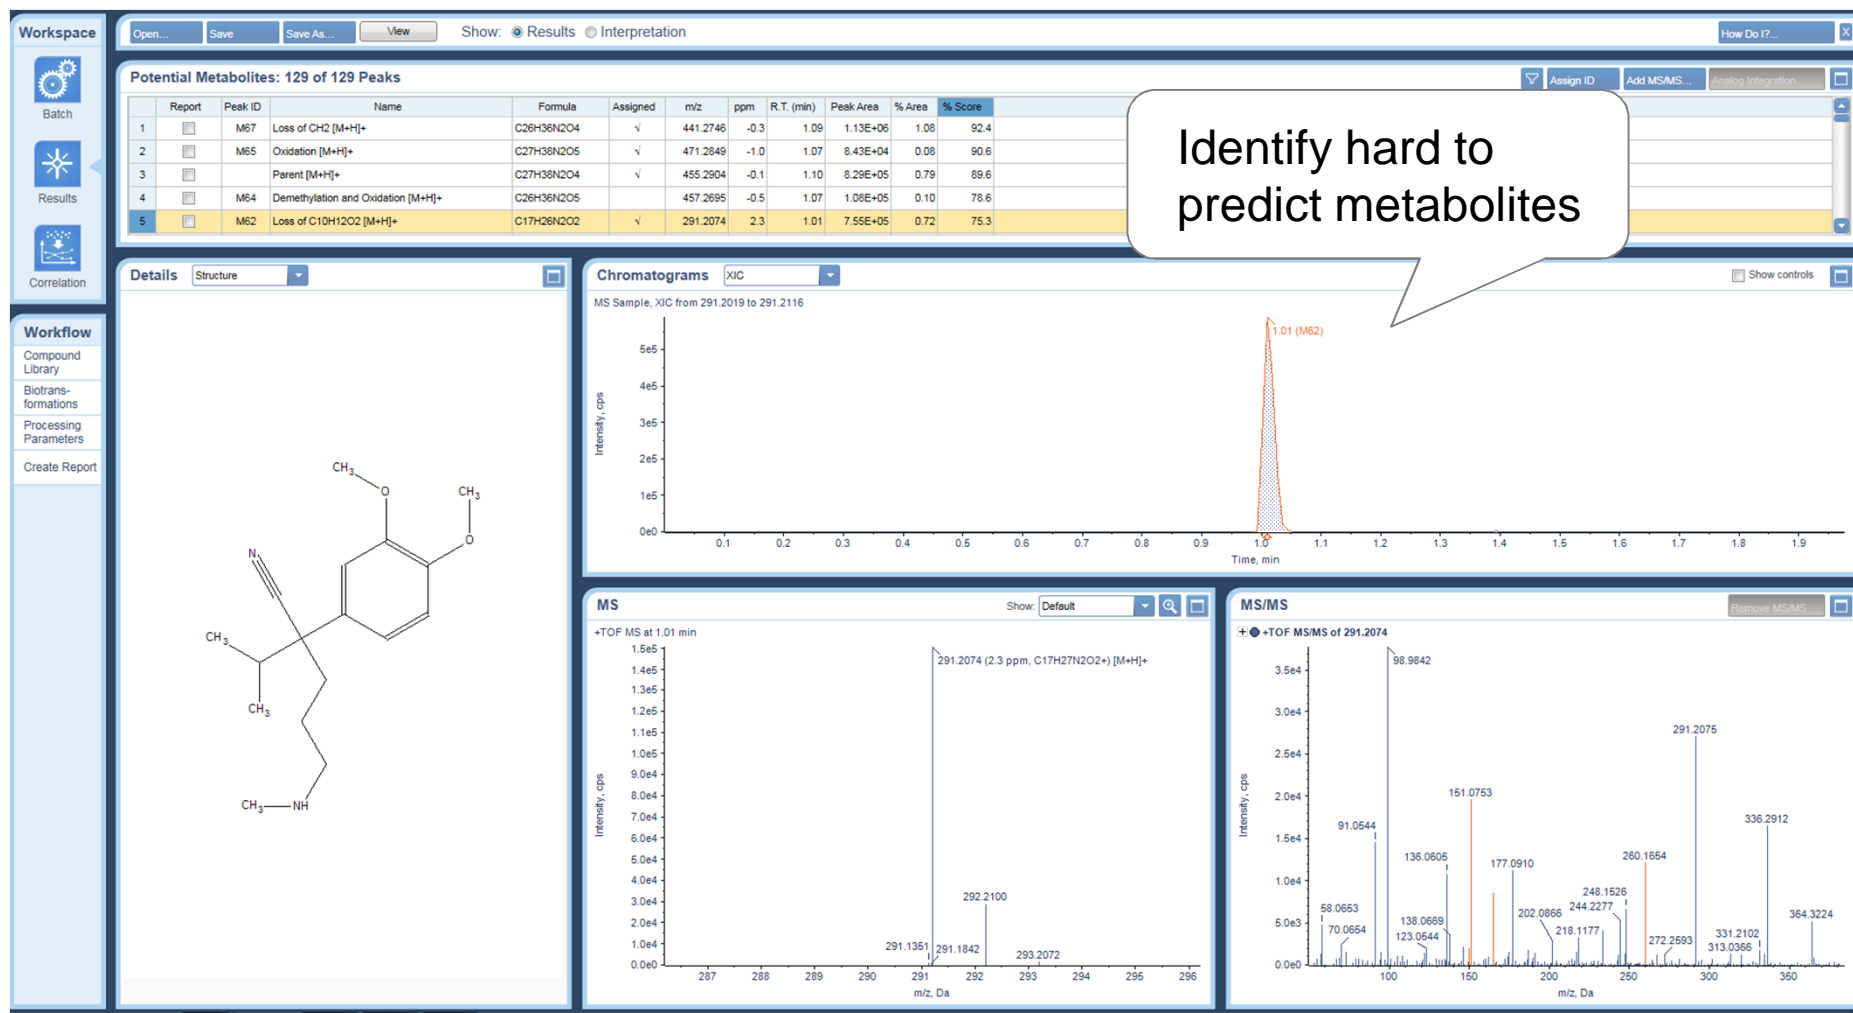 Workspace
Batch
Results
Correlation
Workflow
Compound
Library
Biotrans-
formations
Processing
Parameters
Create Report
Open... Save Save As... View Show: Results Interpretation How Do I?... X
Potential Metabolites: 129 of 129 Peaks Assign ID Add MS/MS... Analog Integration...
Report Peak ID Name Formula Assigned m/z ppm R.T. (min) Peak Area % Area % Score
1 M67 Loss of CH2 [M+H]+ C26H36N2O4 √ 441.2746 -0.3 1.09 1.13E+06 1.08 92.4
2 M65 Oxidation [M+H]+ C27H38N2O5 √ 471.2849 -1.0 1.07 8.43E+04 0.08 90.6
3 Parent [M+H]+ C27H38N2O4 √ 455.2904 -0.1 1.10 8.29E+05 0.79 89.6
4 M64 Demethylation and Oxidation [M+H]+ C26H36N2O5 457.2695 -0.5 1.07 1.08E+05 0.10 78.6
5 M62 Loss of C10H12O2 [M+H]+ C17H26N2O2 √ 291.2074 2.3 1.01 7.55E+05 0.72 75.3
Identify hard to
predict metabolites
Details Structure
CH3
O
CH3
O
N
CH3
CH3
CH3 NH
Chromatograms XIC Show controls
MS Sample, XIC from 291.2019 to 291.2116
1.01 (M62)
Intensity, cps
5e5
4e5
3e5
2e5
1e5
0e0
0.1 0.2 0.3 0.4 0.5 0.6 0.7 0.8 0.9 1.0 1.1 1.2 1.3 1.4 1.5 1.6 1.7 1.8 1.9
Time, min
MS Show: Default
+TOF MS at 1.01 min
291.2074 (2.3 ppm, C17H27N2O2+) [M+H]+
Intensity, cps
1.5e5
1.4e5
1.3e5
1.2e5
1.1e5
1.0e5
9.0e4
8.0e4
7.0e4
6.0e4
5.0e4
4.0e4
3.0e4
2.0e4
1.0e4
0.0e0
292.2100
291.1351 291.1842
293.2072
287 288 289 290 291 292 293 294 295 296
m/z, Da
MS/MS Remove MS/MS
+TOF MS/MS of 291.2074
Intensity, cps
3.5e4
3.0e4
2.5e4
2.0e4
1.5e4
1.0e4
5.0e3
0.0e0
98.9842
291.2075
151.0753
336.2912
91.0544
136.0605
177.0910
260.1654
248.1526
58.0653
244.2277
202.0866
364.3224
138.0669
70.0654
123.0544
218.1177
331.2102
272.2593
313.0366
100 150 200 250 300 350
m/z, Da